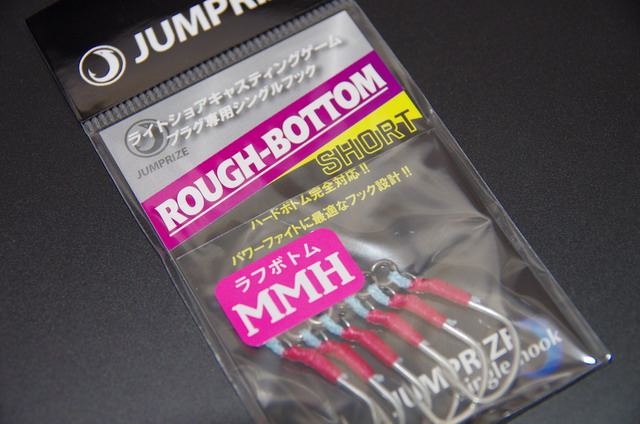 JUMPRIZE
ライトショアキャスティングゲーム
プラグ専用シングルフック
JUMPRIZE
ROUGH-BOTTOM
SHORT
ハードボトム完全対応!!
パワーファイトに最適なフック設計!!
ラフボトム
MMH
JUMPRIZE
single hook